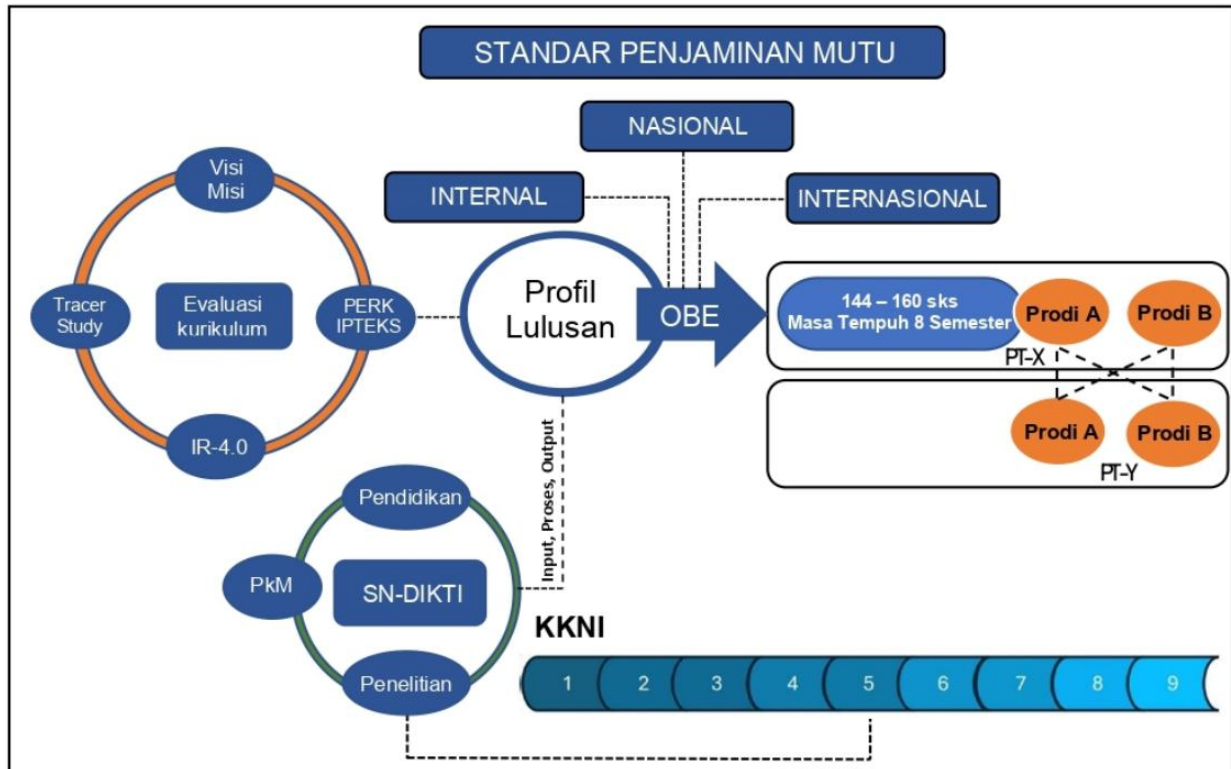 STANDAR PENJAMINAN MUTU
NASIONAL
INTERNAL
INTERNASIONAL
Visi
Misi
Tracer
Study
Evaluasi
kurikulum
PERK
IPTEKS
IR-4.0
Profil
Lulusan
OBE
144 – 160 sks
Masa Tempuh 8 Semester
Prodi A
Prodi B
PT-X
Prodi A
Prodi B
PT-Y
Input, Proses, Output
Pendidikan
PkM
SN-DIKTI
Penelitian
KKNI
1 2 3 4 5 6 7 8 9